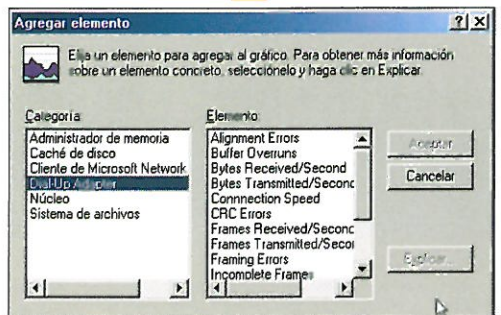 Agregar elemento
Elija un elemento para agregar al gráfico. Para obtener más información
sobre un elemento concreto, selecciónelo y haga clic en Explicar.
Categoría:
Administrador de memoria
Caché de disco
Cliente de Microsoft Network
Dial-Up Adapter
Núcleo
Sistema de archivos
Elemento:
Alignment Errors
Buffer Overruns
Bytes Received/Second
Bytes Transmitted/Second
Connnection Speed
CRC Errors
Frames Received/Secono
Frames Transmitted/Secor
Framing Errors
Incomplete Frames
Aceptar
Cancelar
Explicar...